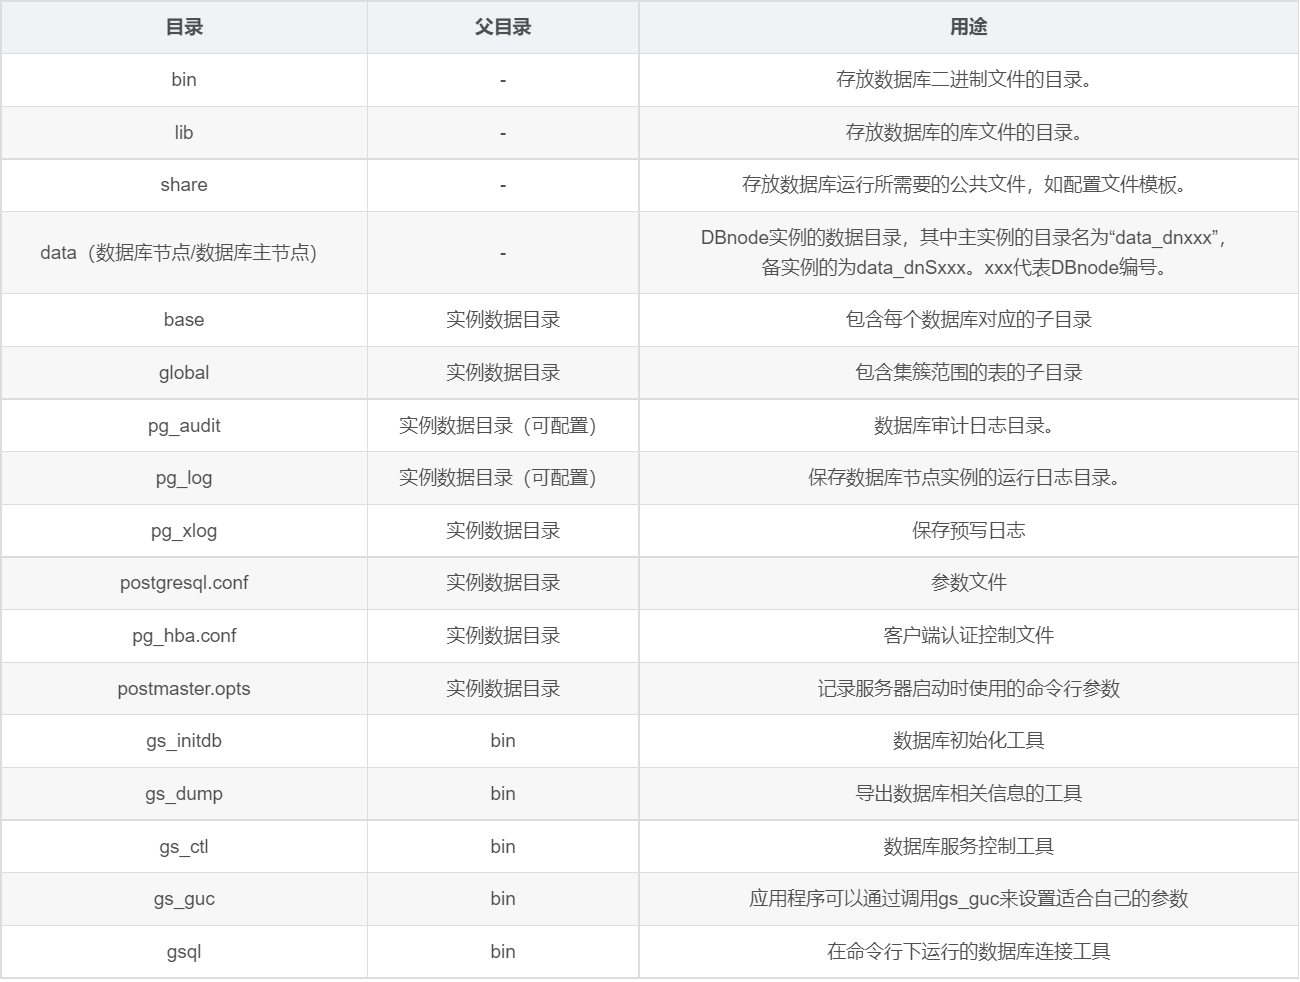 目录 父目录 用途
bin - 存放数据库二进制文件的目录。
lib - 存放数据库的库文件的目录。
share - 存放数据库运行所需要的公共文件，如配置文件模板。
data（数据库节点/数据库主节点） - DBnode实例的数据目录，其中主实例的目录名为“data_dnxxx”，
备实例的为data_dnSxxx。xxx代表DBnode编号。
base 实例数据目录 包含每个数据库对应的子目录
global 实例数据目录 包含集簇范围的表的子目录
pg_audit 实例数据目录（可配置） 数据库审计日志目录。
pg_log 实例数据目录（可配置） 保存数据库节点实例的运行日志目录。
pg_xlog 实例数据目录 保存预写日志
postgresql.conf 实例数据目录 参数文件
pg_hba.conf 实例数据目录 客户端认证控制文件
postmaster.opts 实例数据目录 记录服务器启动时使用的命令行参数
gs_initdb bin 数据库初始化工具
gs_dump bin 导出数据库相关信息的工具
gs_ctl bin 数据库服务控制工具
gs_guc bin 应用程序可以通过调用gs_guc来设置适合自己的参数
gsql bin 在命令行下运行的数据库连接工具